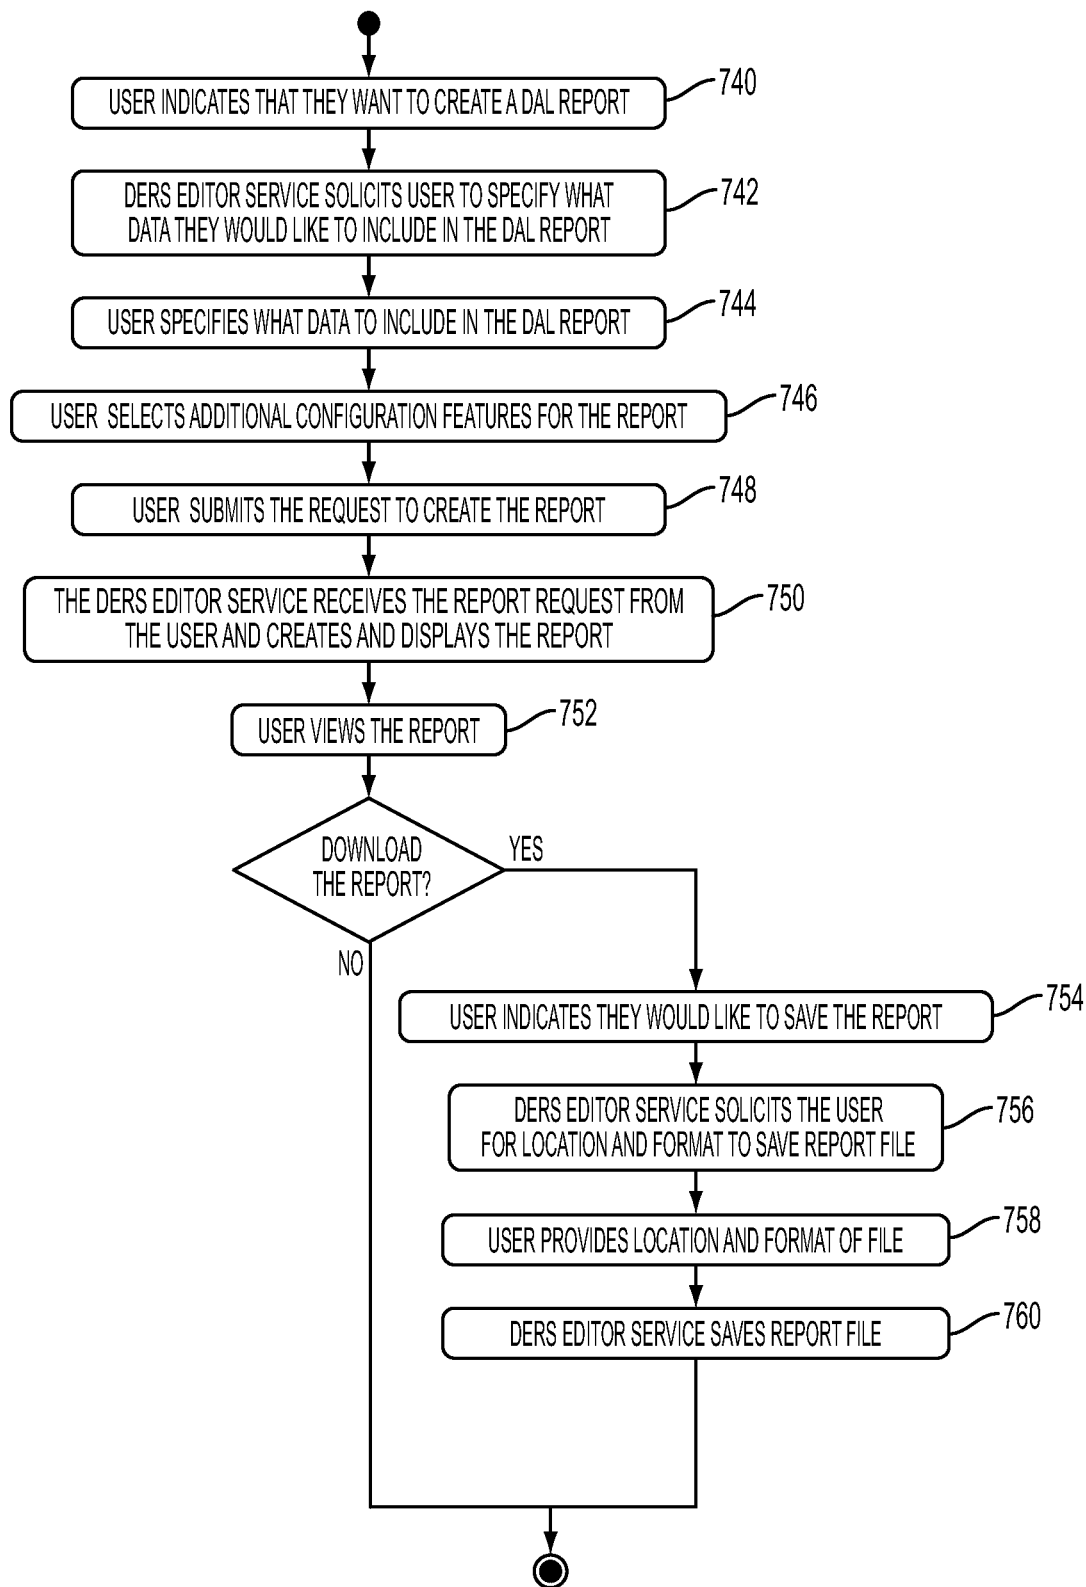 740
USER INDICATES THAT THEY WANT TO CREATE A DAL REPORT
742
DERS EDITOR SERVICE SOLICITS USER TO SPECIFY WHAT
DATA THEY WOULD LIKE TO INCLUDE IN THE DAL REPORT
744
USER SPECIFIES WHAT DATA TO INCLUDE IN THE DAL REPORT
746
USER SELECTS ADDITIONAL CONFIGURATION FEATURES FOR THE REPORT
748
USER SUBMITS THE REQUEST TO CREATE THE REPORT
750
THE DERS EDITOR SERVICE RECEIVES THE REPORT REQUEST FROM
THE USER AND CREATES AND DISPLAYS THE REPORT
752
USER VIEWS THE REPORT
DOWNLOAD
THE REPORT?
YES
NO
754
USER INDICATES THEY WOULD LIKE TO SAVE THE REPORT
756
DERS EDITOR SERVICE SOLICITS THE USER
FOR LOCATION AND FORMAT TO SAVE REPORT FILE
758
USER PROVIDES LOCATION AND FORMAT OF FILE
760
DERS EDITOR SERVICE SAVES REPORT FILE